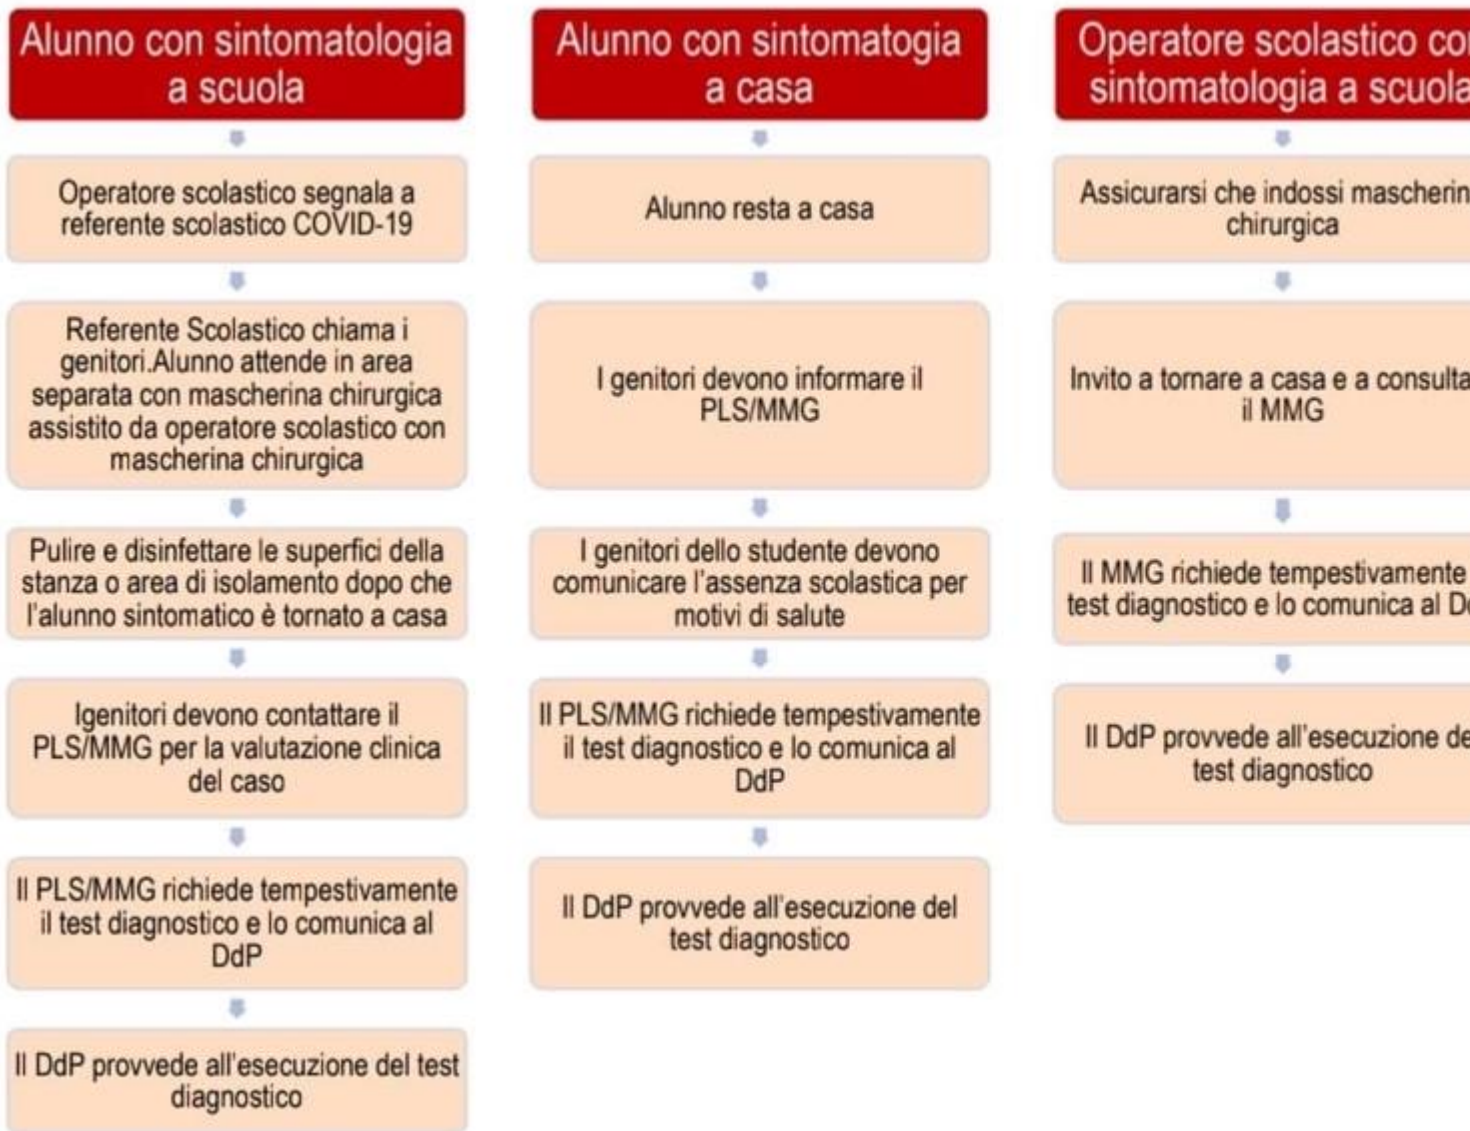 Alunno con sintomatologia
a scuola
Operatore scolastico segnala a
referente scolastico COVID-19
Referente Scolastico chiama i
genitori.Alunno attende in area
separata con mascherina chirurgica
assistito da operatore scolastico con
mascherina chirurgica
Pulire e disinfettare le superfici della
stanza o area di isolamento dopo che
l'alunno sintomatico è tornato a casa
Igenitori devono contattare il
PLS/MMG per la valutazione clinica
del caso
Il PLS/MMG richiede tempestivamente
il test diagnostico e lo comunica al
DdP
Il DdP provvede all'esecuzione del test
diagnostico
Alunno con sintomatogia
a casa
Alunno resta a casa
I genitori devono informare il
PLS/MMG
I genitori dello studente devono
comunicare l'assenza scolastica per
motivi di salute
Il PLS/MMG richiede tempestivamente
il test diagnostico e lo comunica al
DdP
Il DdP provvede all'esecuzione del
test diagnostico
Operatore scolastico
sintomatologia a scuola
Assicurarsi che indossi
chirurgica
Invito a tornare a casa e a
il MMG
Il MMG richiede tempestivamente
test diagnostico e lo comunica al
Il DdP provvede all'esecuzione
test diagnostico